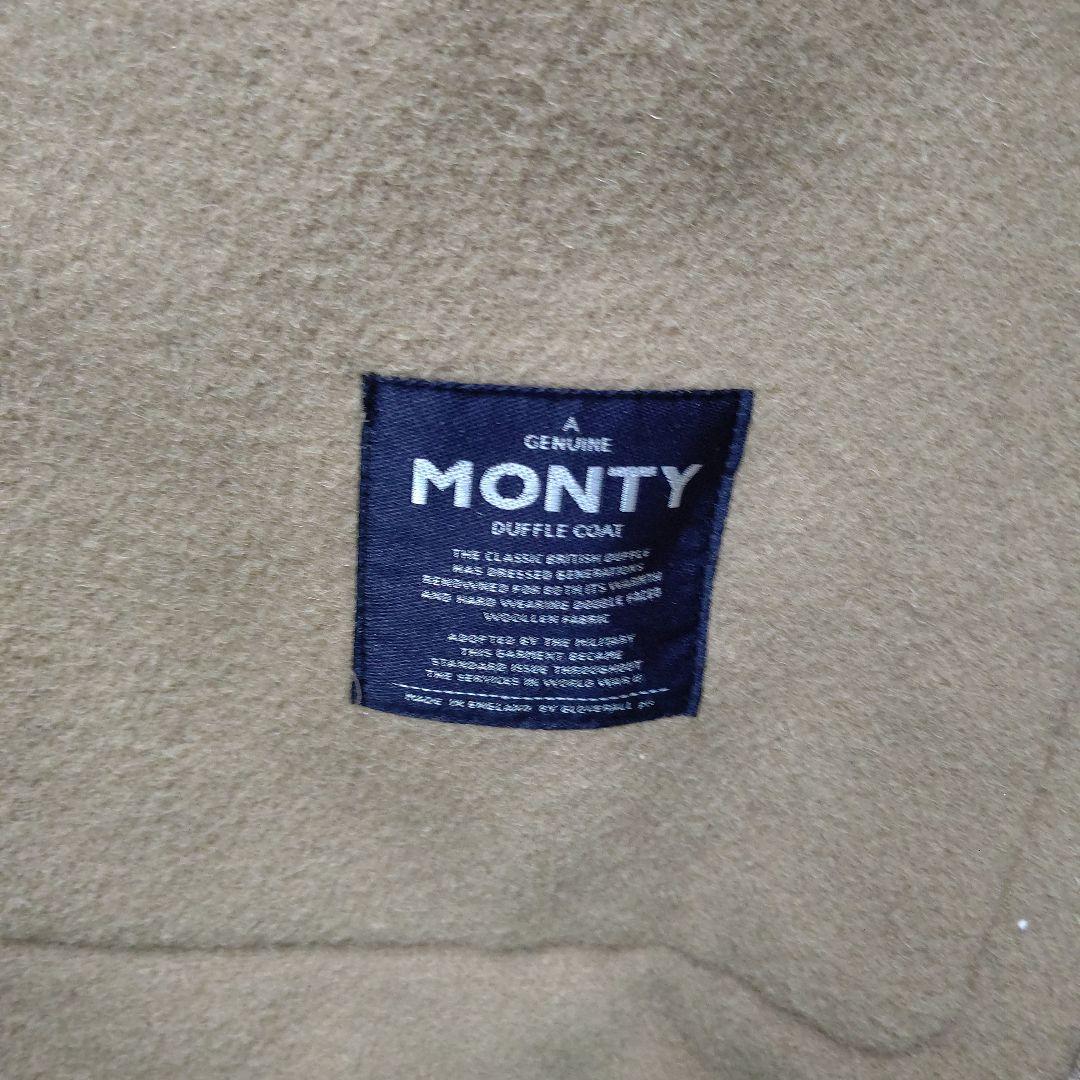 A
GENUINE
MONTY
DUFFLE COAT
THE CLASSIC BRITISH DUFFLE
HAS DRESSED GENERATIONS
RENOWNED FOR BOTH ITS WARMTH
AND HARD WEARING DOUBLE FACED
WOOLLEN FABRIC
ADOPTED BY THE MILITARY
THIS GARMENT BECAME
STANDARD ISSUE THROUGHOUT
THE SERVICES IN WORLD WAR II
MADE IN ENGLAND BY GLOVERALL